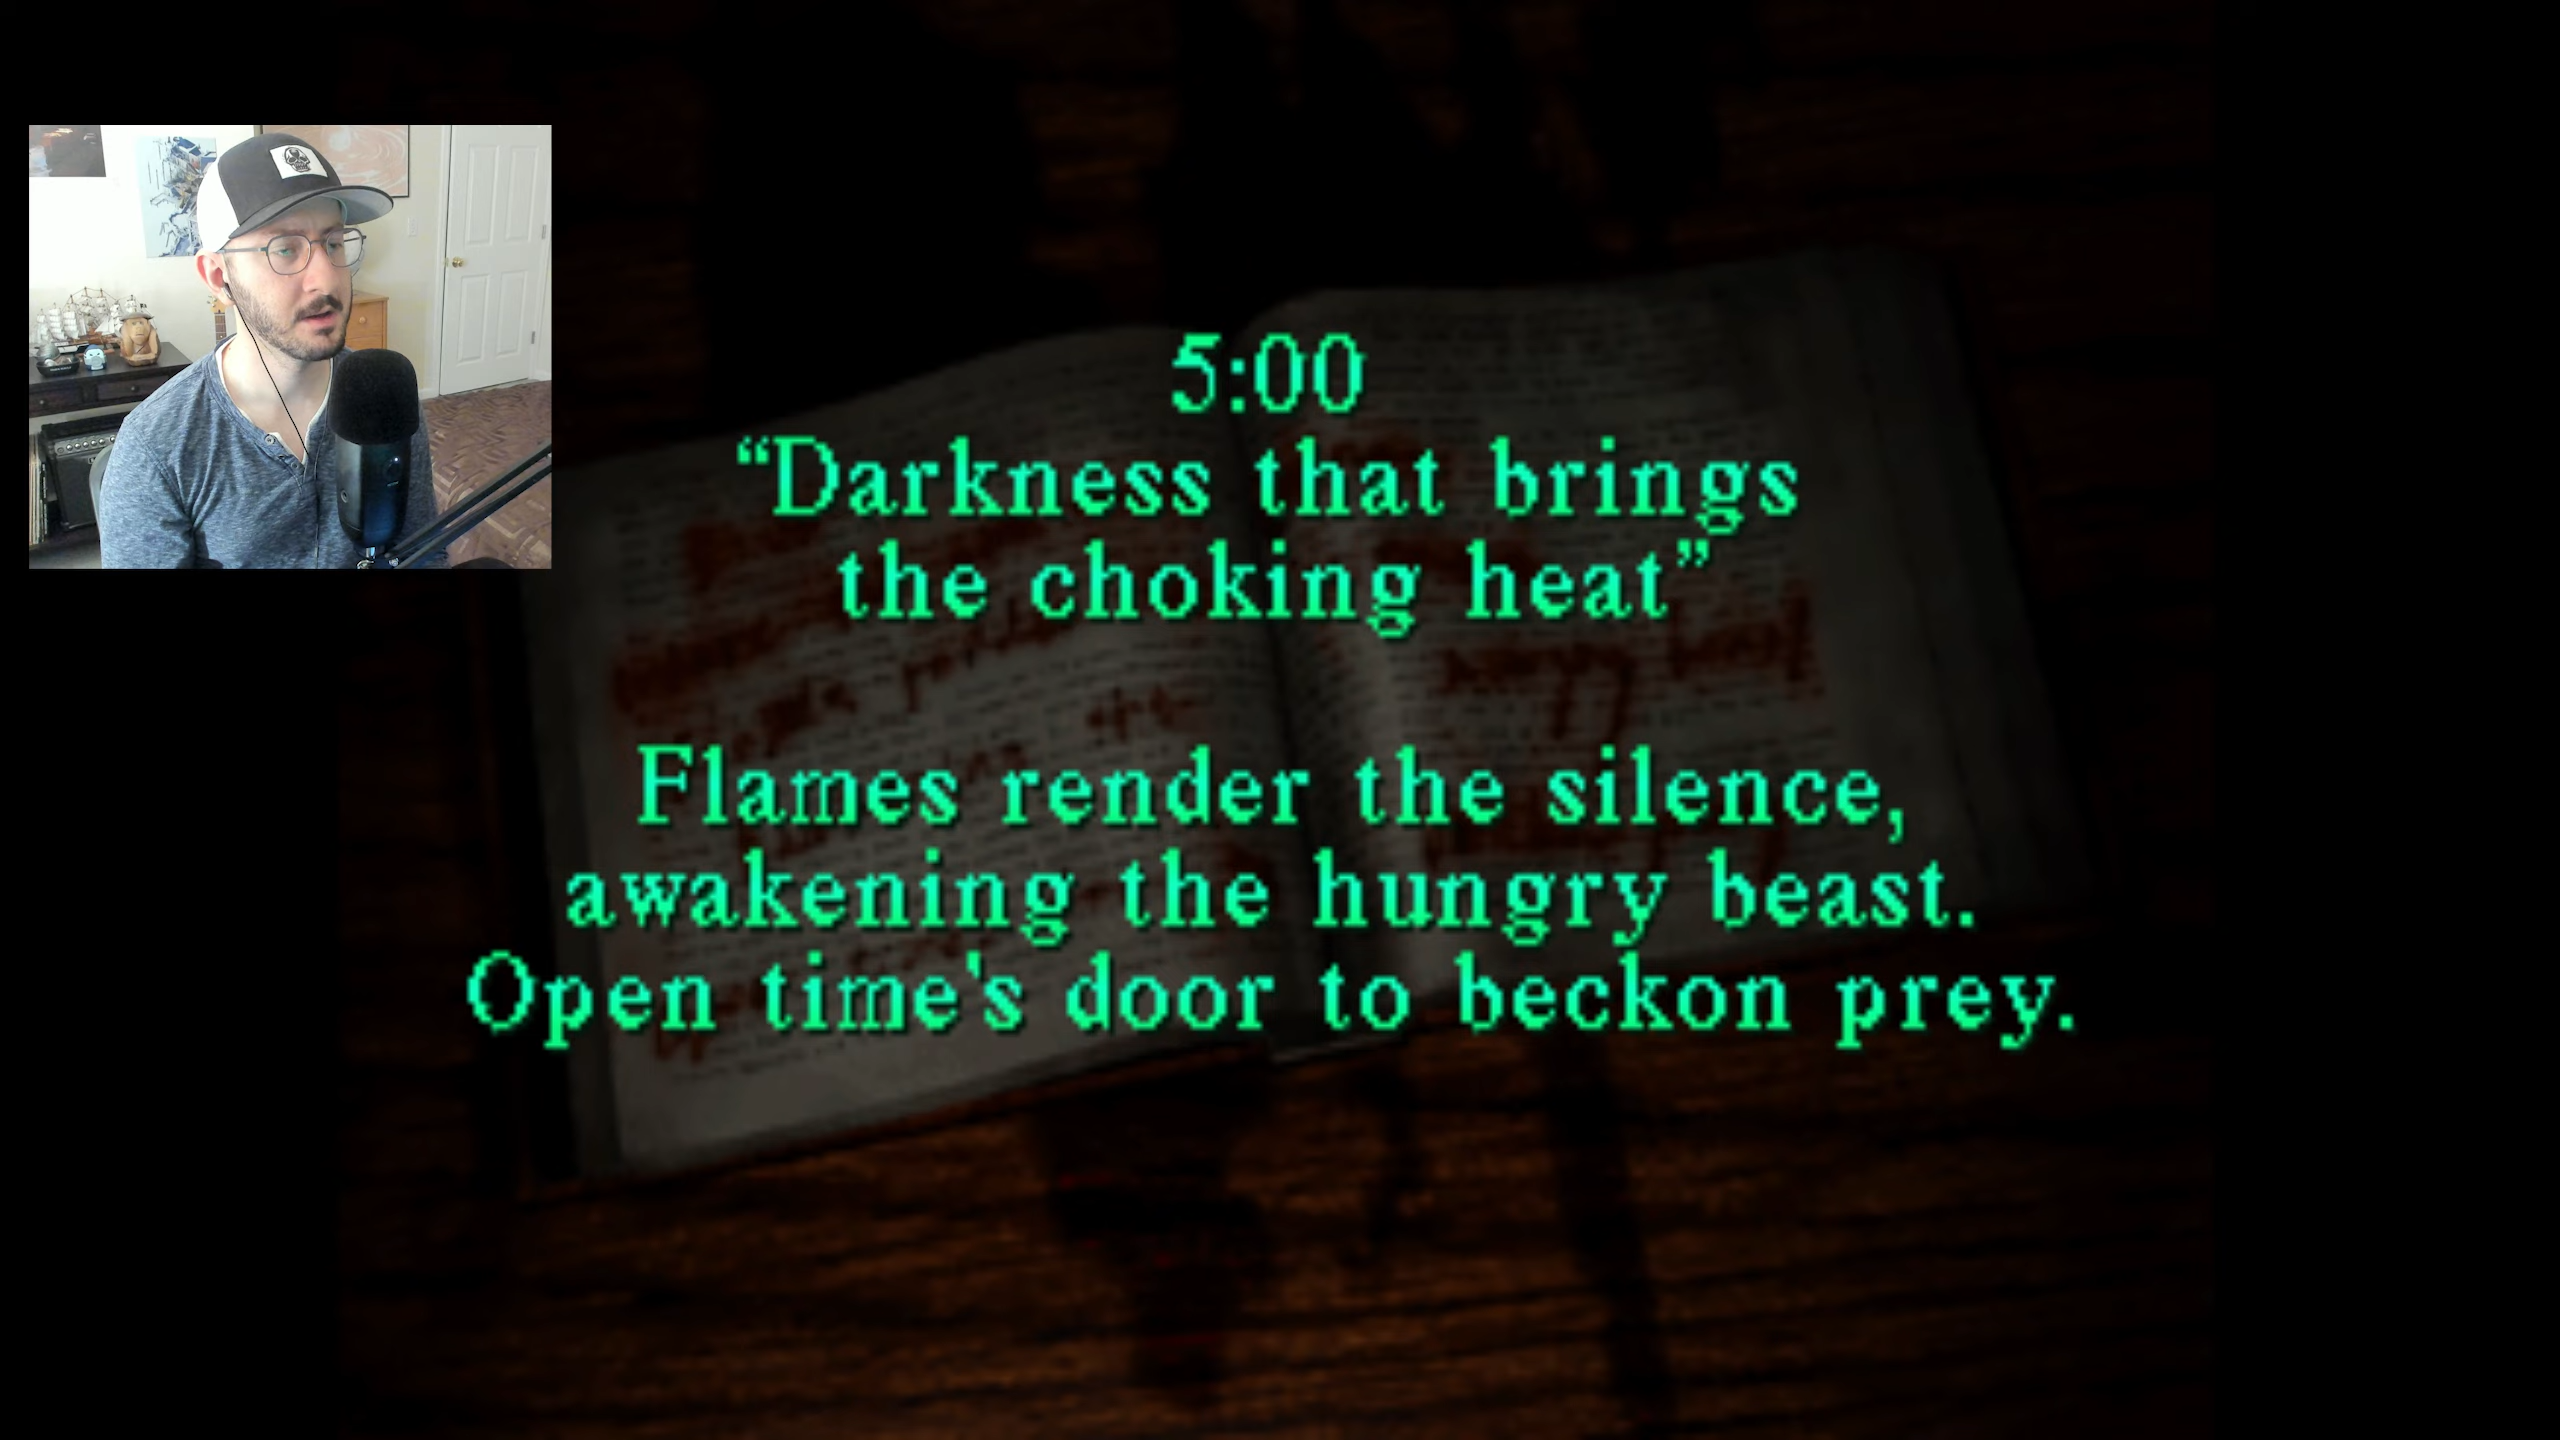 5:00
“Darkness that brings
the choking heat”
Flames render the silence,
awakening the hungry beast.
Open time's door to beckon prey.